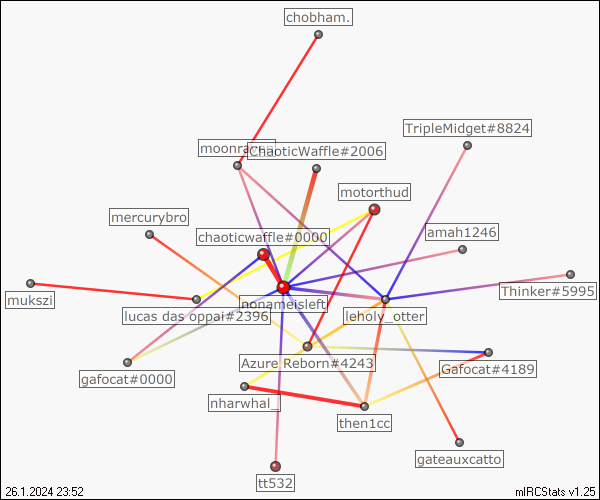 chobham.
TripleMidget#8824
ChaoticWaffle#2006
motorthud
mercurybro
amah1246
chaoticwaffle#0000
Thinker#5995
mukszi
nonameisleft
lucas das oppai#2396
leholy_otter
Azure Reborn#4243
Gafocat#4189
gafocat#0000
nharwhal_
then1cc
gateauxcatto
tt532
26.1.2024 23:52
mIRCStats v1.25